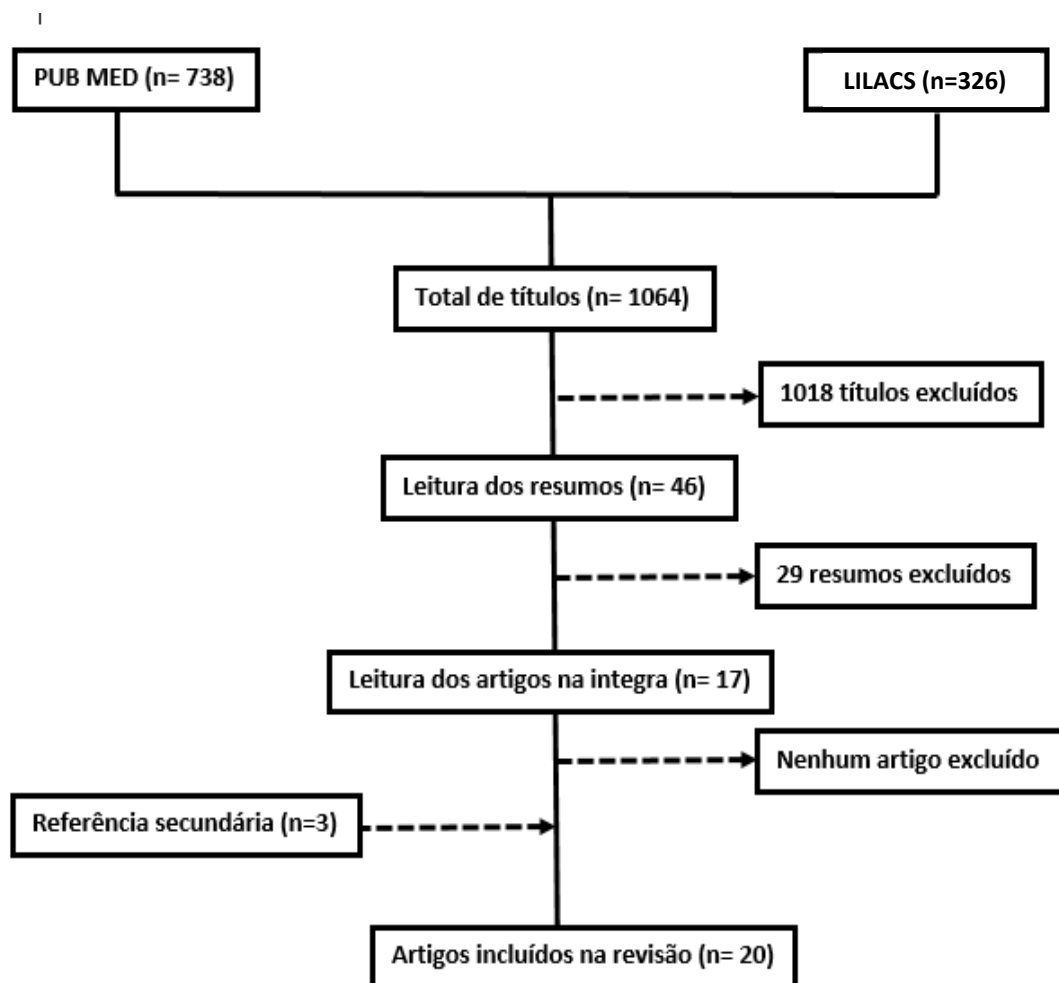 PUB MED (n= 738)
LILACS (n=326)
Total de títulos (n= 1064)
1018 títulos excluídos
Leitura dos resumos (n= 46)
29 resumos excluídos
Leitura dos artigos na integra (n= 17)
Nenhum artigo excluído
Referência secundária (n=3)
Artigos incluídos na revisão (n= 20)